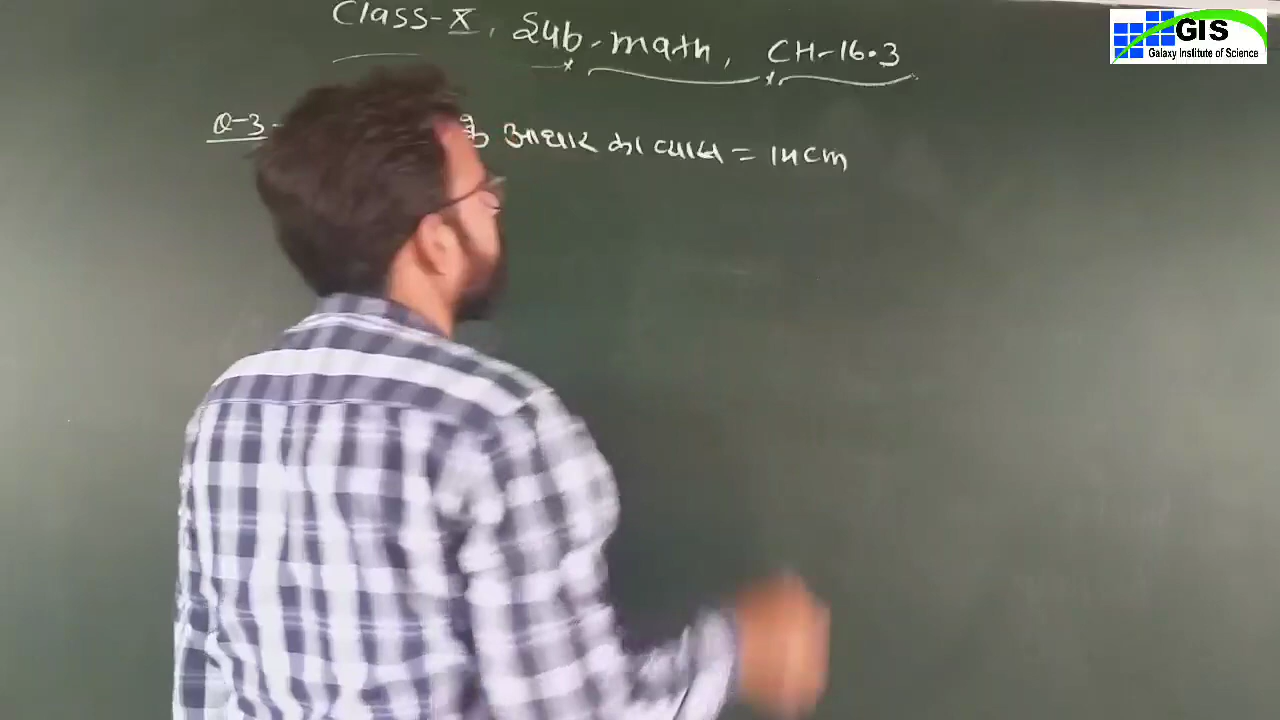 Class-X, Sub-math, CH-16.3
Q-3 के आधार का व्यास = 14cm
GIS
Galaxy Institute of Science